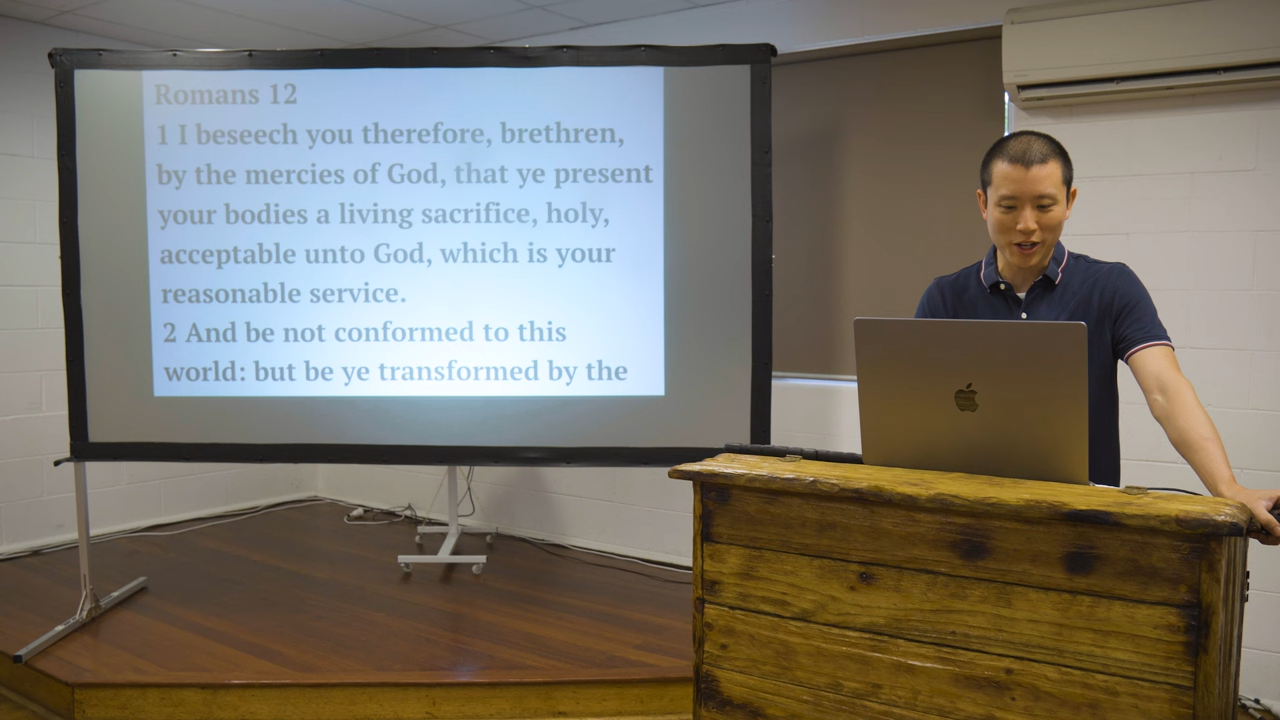 Romans 12
1 I beseech you therefore, brethren,
by the mercies of God, that ye present
your bodies a living sacrifice, holy,
acceptable unto God, which is your
reasonable service.
2 And be not conformed to this
world: but be ye transformed by the